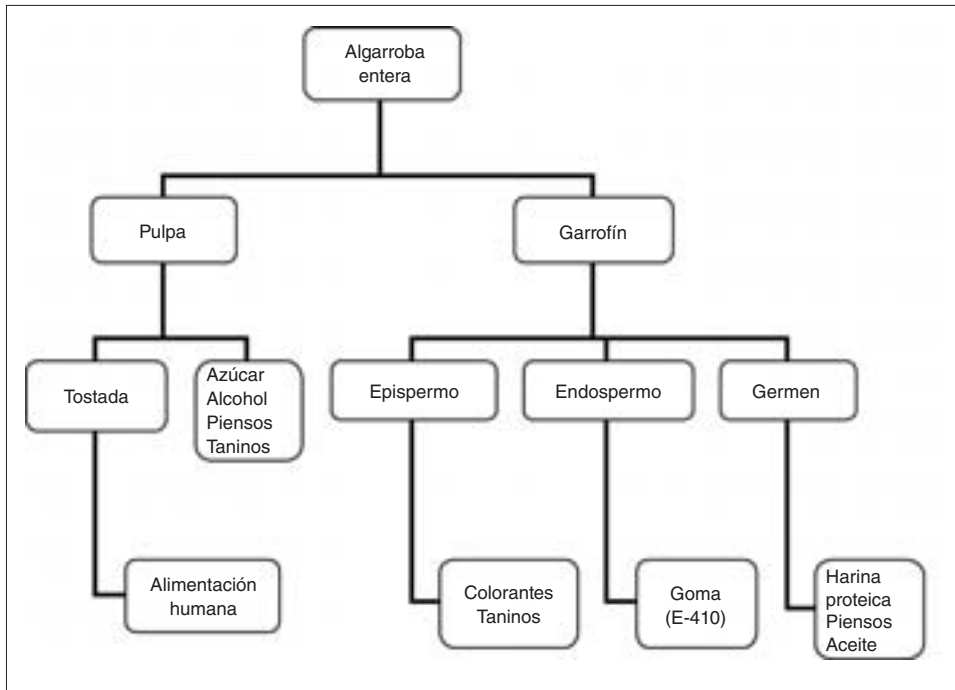 Algarroba
entera
Pulpa
Garrofín
Tostada
Azúcar
Alcohol
Piensos
Taninos
Epispermo
Endospermo
Germen
Alimentación
humana
Colorantes
Taninos
Goma
(E-410)
Harina
proteica
Piensos
Aceite